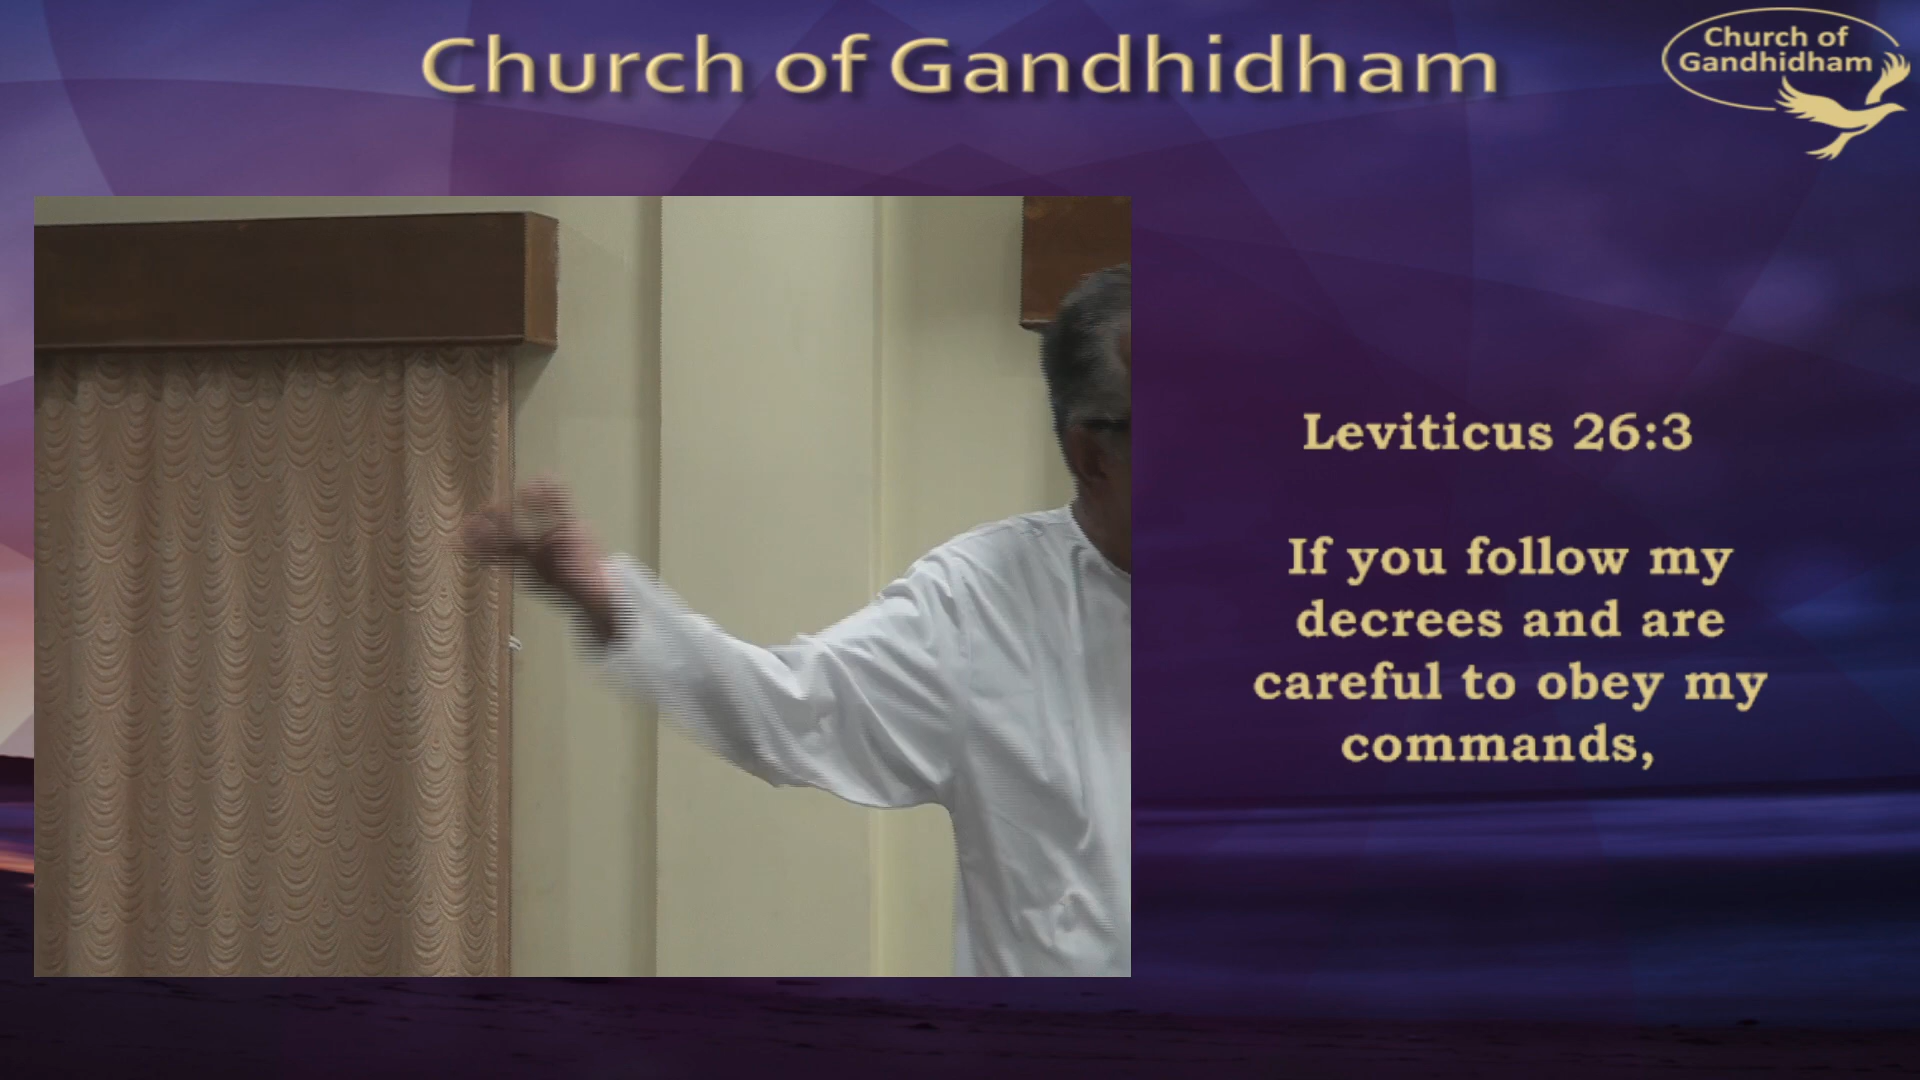 Church of Gandhidham
Church of
Gandhidham
Leviticus 26:3
If you follow my
decrees and are
careful to obey my
commands,